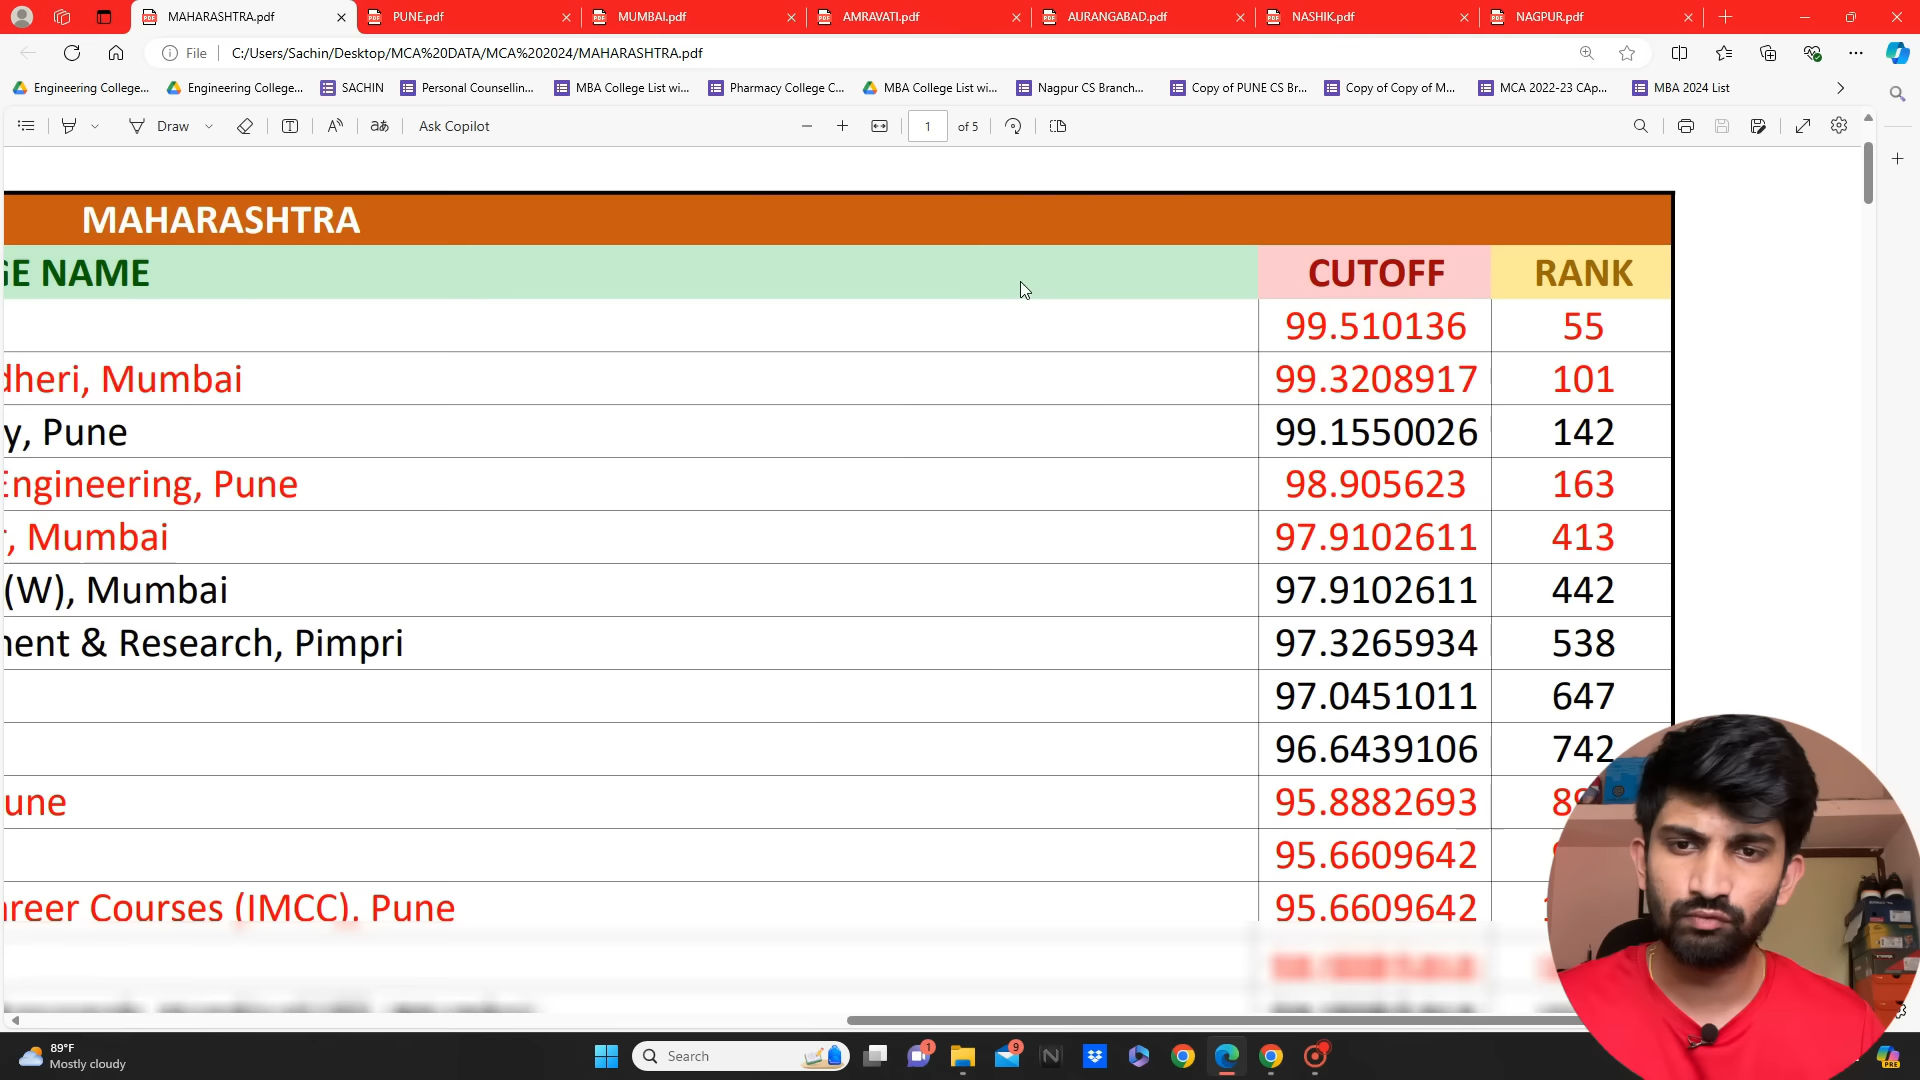 MAHARASHTRA.pdf
PUNE.pdf
MUMBAI.pdf
AMRAVATI.pdf
AURANGABAD.pdf
NASHIK.pdf
NAGPUR.pdf
File
C:/Users/Sachin/Desktop/MCA%20DATA/MCA%202024/MAHARASHTRA.pdf
Engineering College...
Engineering College...
SACHIN
Personal Counsellin...
MBA College List wi...
Pharmacy College C...
MBA College List wi...
Nagpur CS Branch...
Copy of PUNE CS Br...
Copy of Copy of M...
MCA 2022-23 CAp...
MBA 2024 List
Draw
Ask Copilot
1 of 5
MAHARASHTRA
GE NAME CUTOFF RANK
99.510136 55
dheri, Mumbai 99.3208917 101
y, Pune 99.1550026 142
Engineering, Pune 98.905623 163
r, Mumbai 97.9102611 413
(W), Mumbai 97.9102611 442
ment & Research, Pimpri 97.3265934 538
97.0451011 647
96.6439106 742
une 95.8882693
95.6609642
areer Courses (IMCC), Pune 95.6609642
89°F
Mostly cloudy
Search
1
9